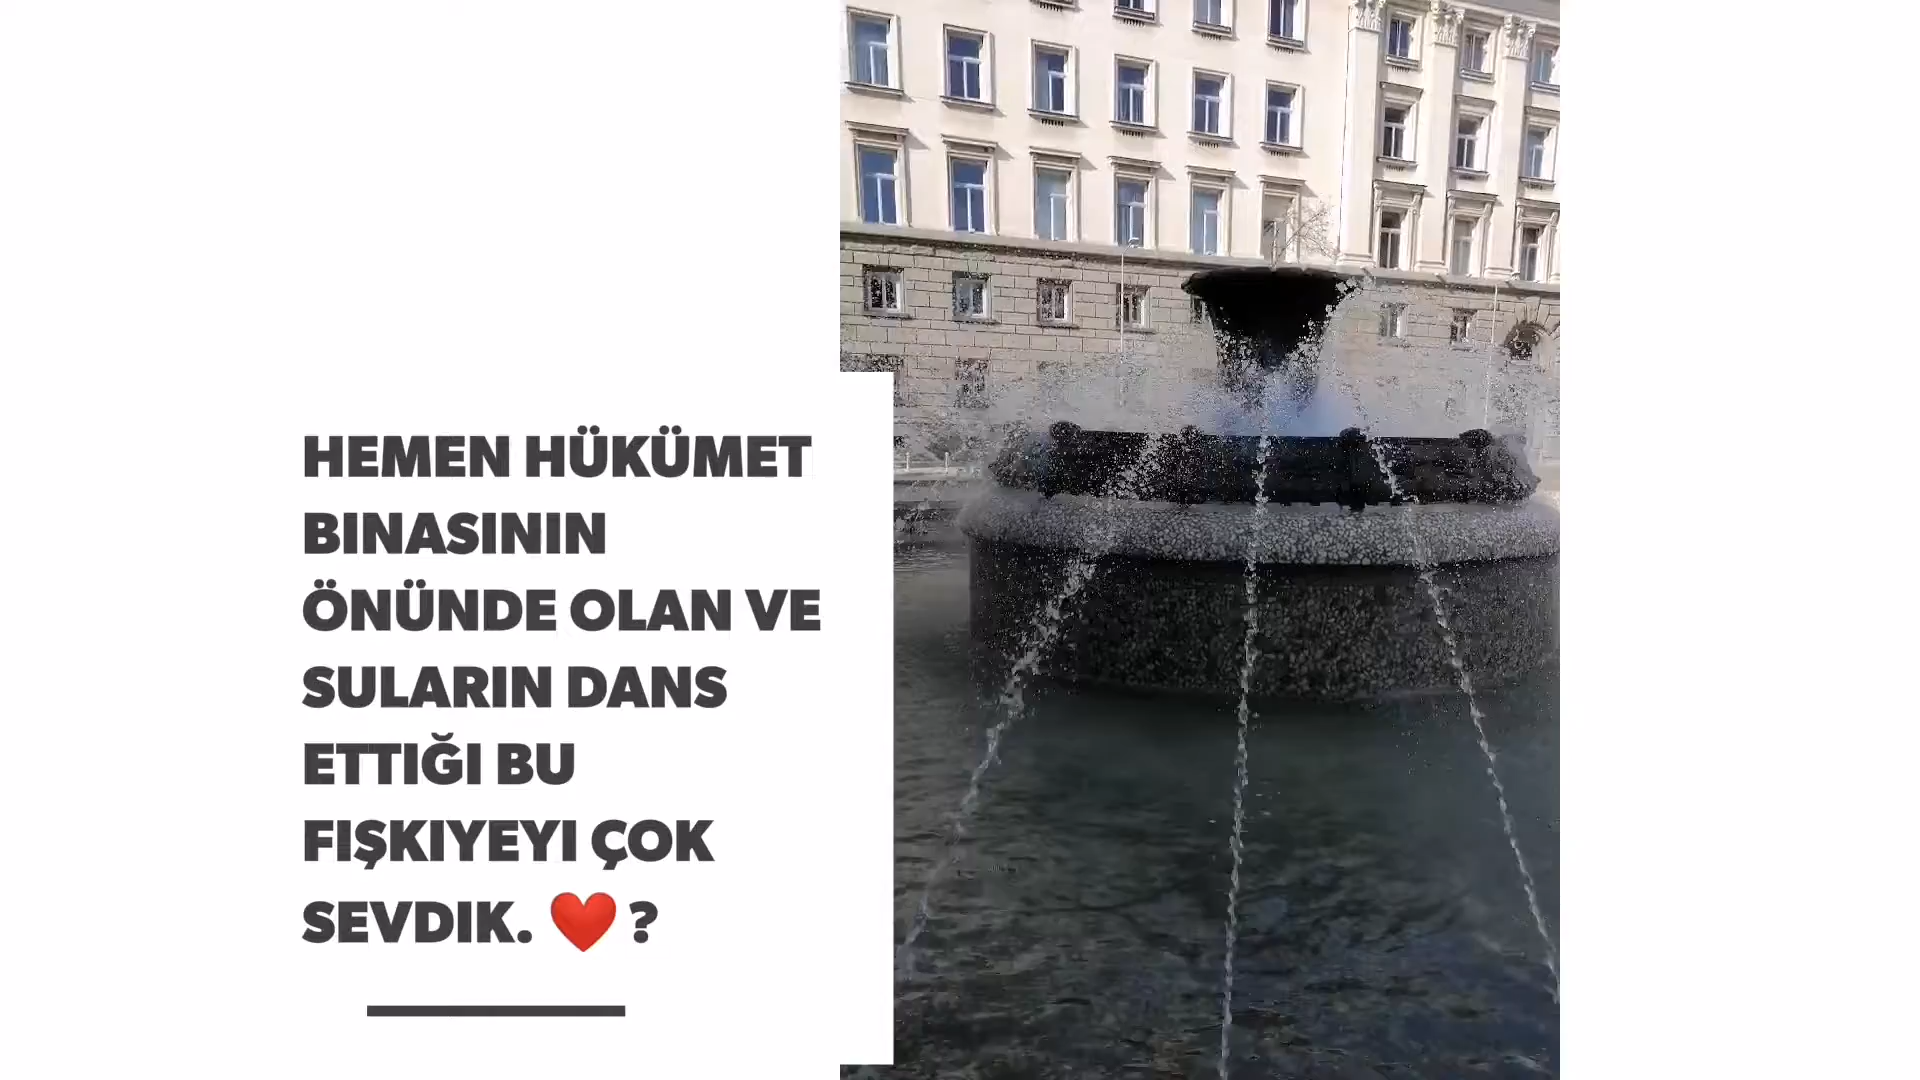 HEMEN HÜKÜMET
BINASININ
ÖNÜNDE OLAN VE
SULARIN DANS
ETTIĞI BU
FIŞKIYEYI ÇOK
SEVDIK. ❤️?